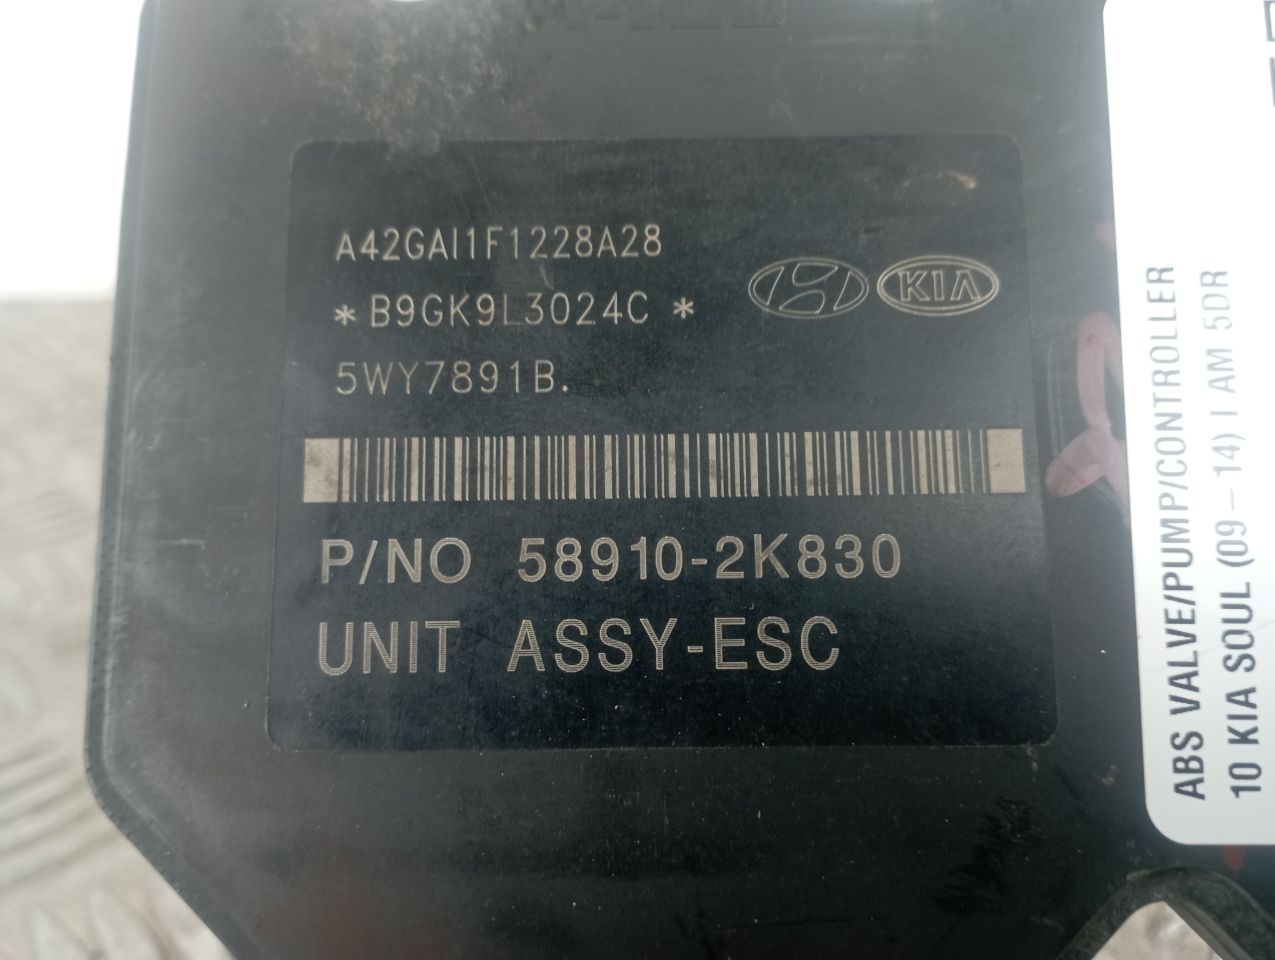 A42GAI1F1228A28
*B9GK9L3024C *
5WY7891B.
KIA
P/NO 58910-2K830
UNIT ASSY-ESC
ABS VALVE/PUMP/CONTROLLER
10 KIA SOUL (09-14) I AM 5DR